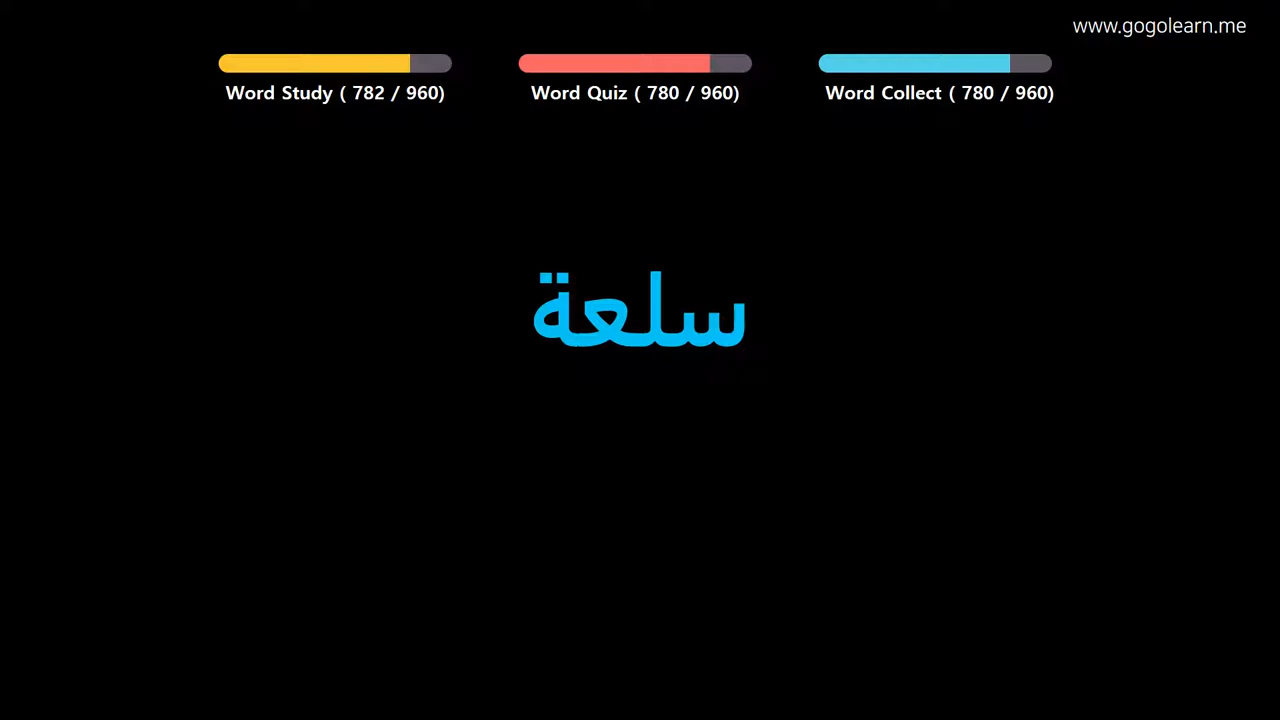 www.gogolearn.me
Word Study ( 782 / 960)
Word Quiz ( 780 / 960)
Word Collect ( 780 / 960)
سلعة